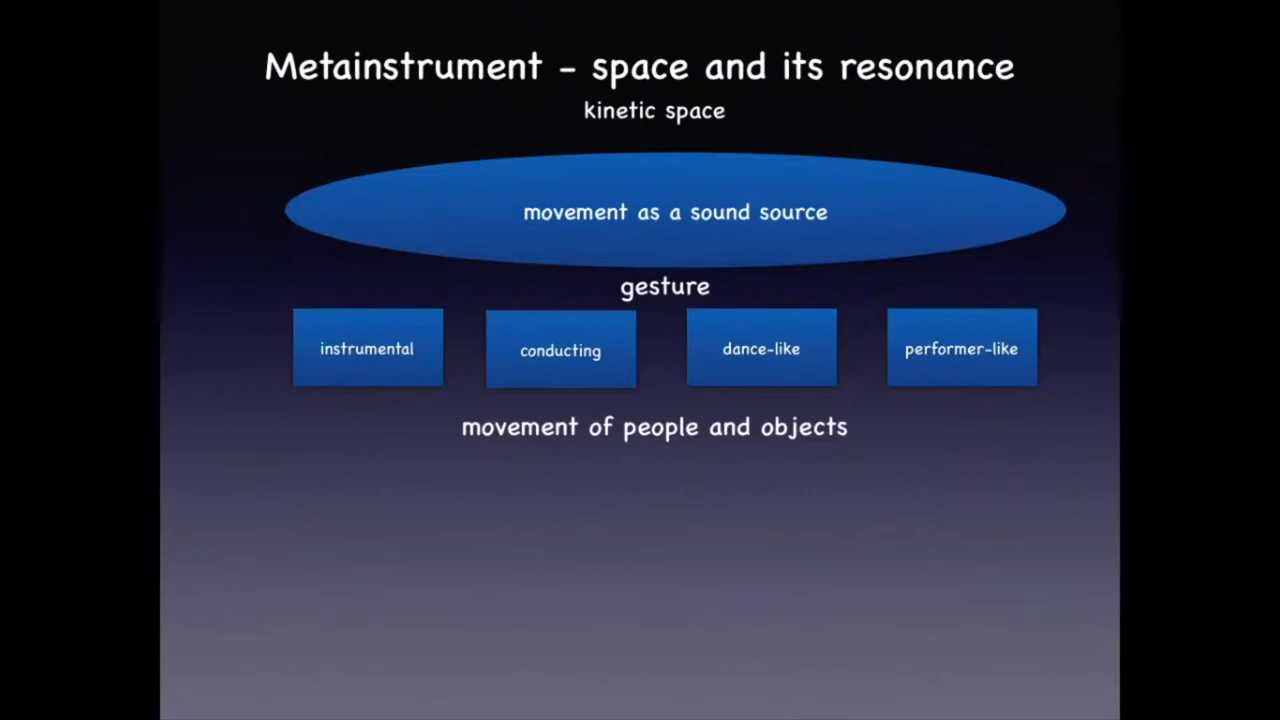 Metainstrument - space and its resonance
kinetic space
movement as a sound source
gesture
instrumental
conducting
dance-like
performer-like
movement of people and objects